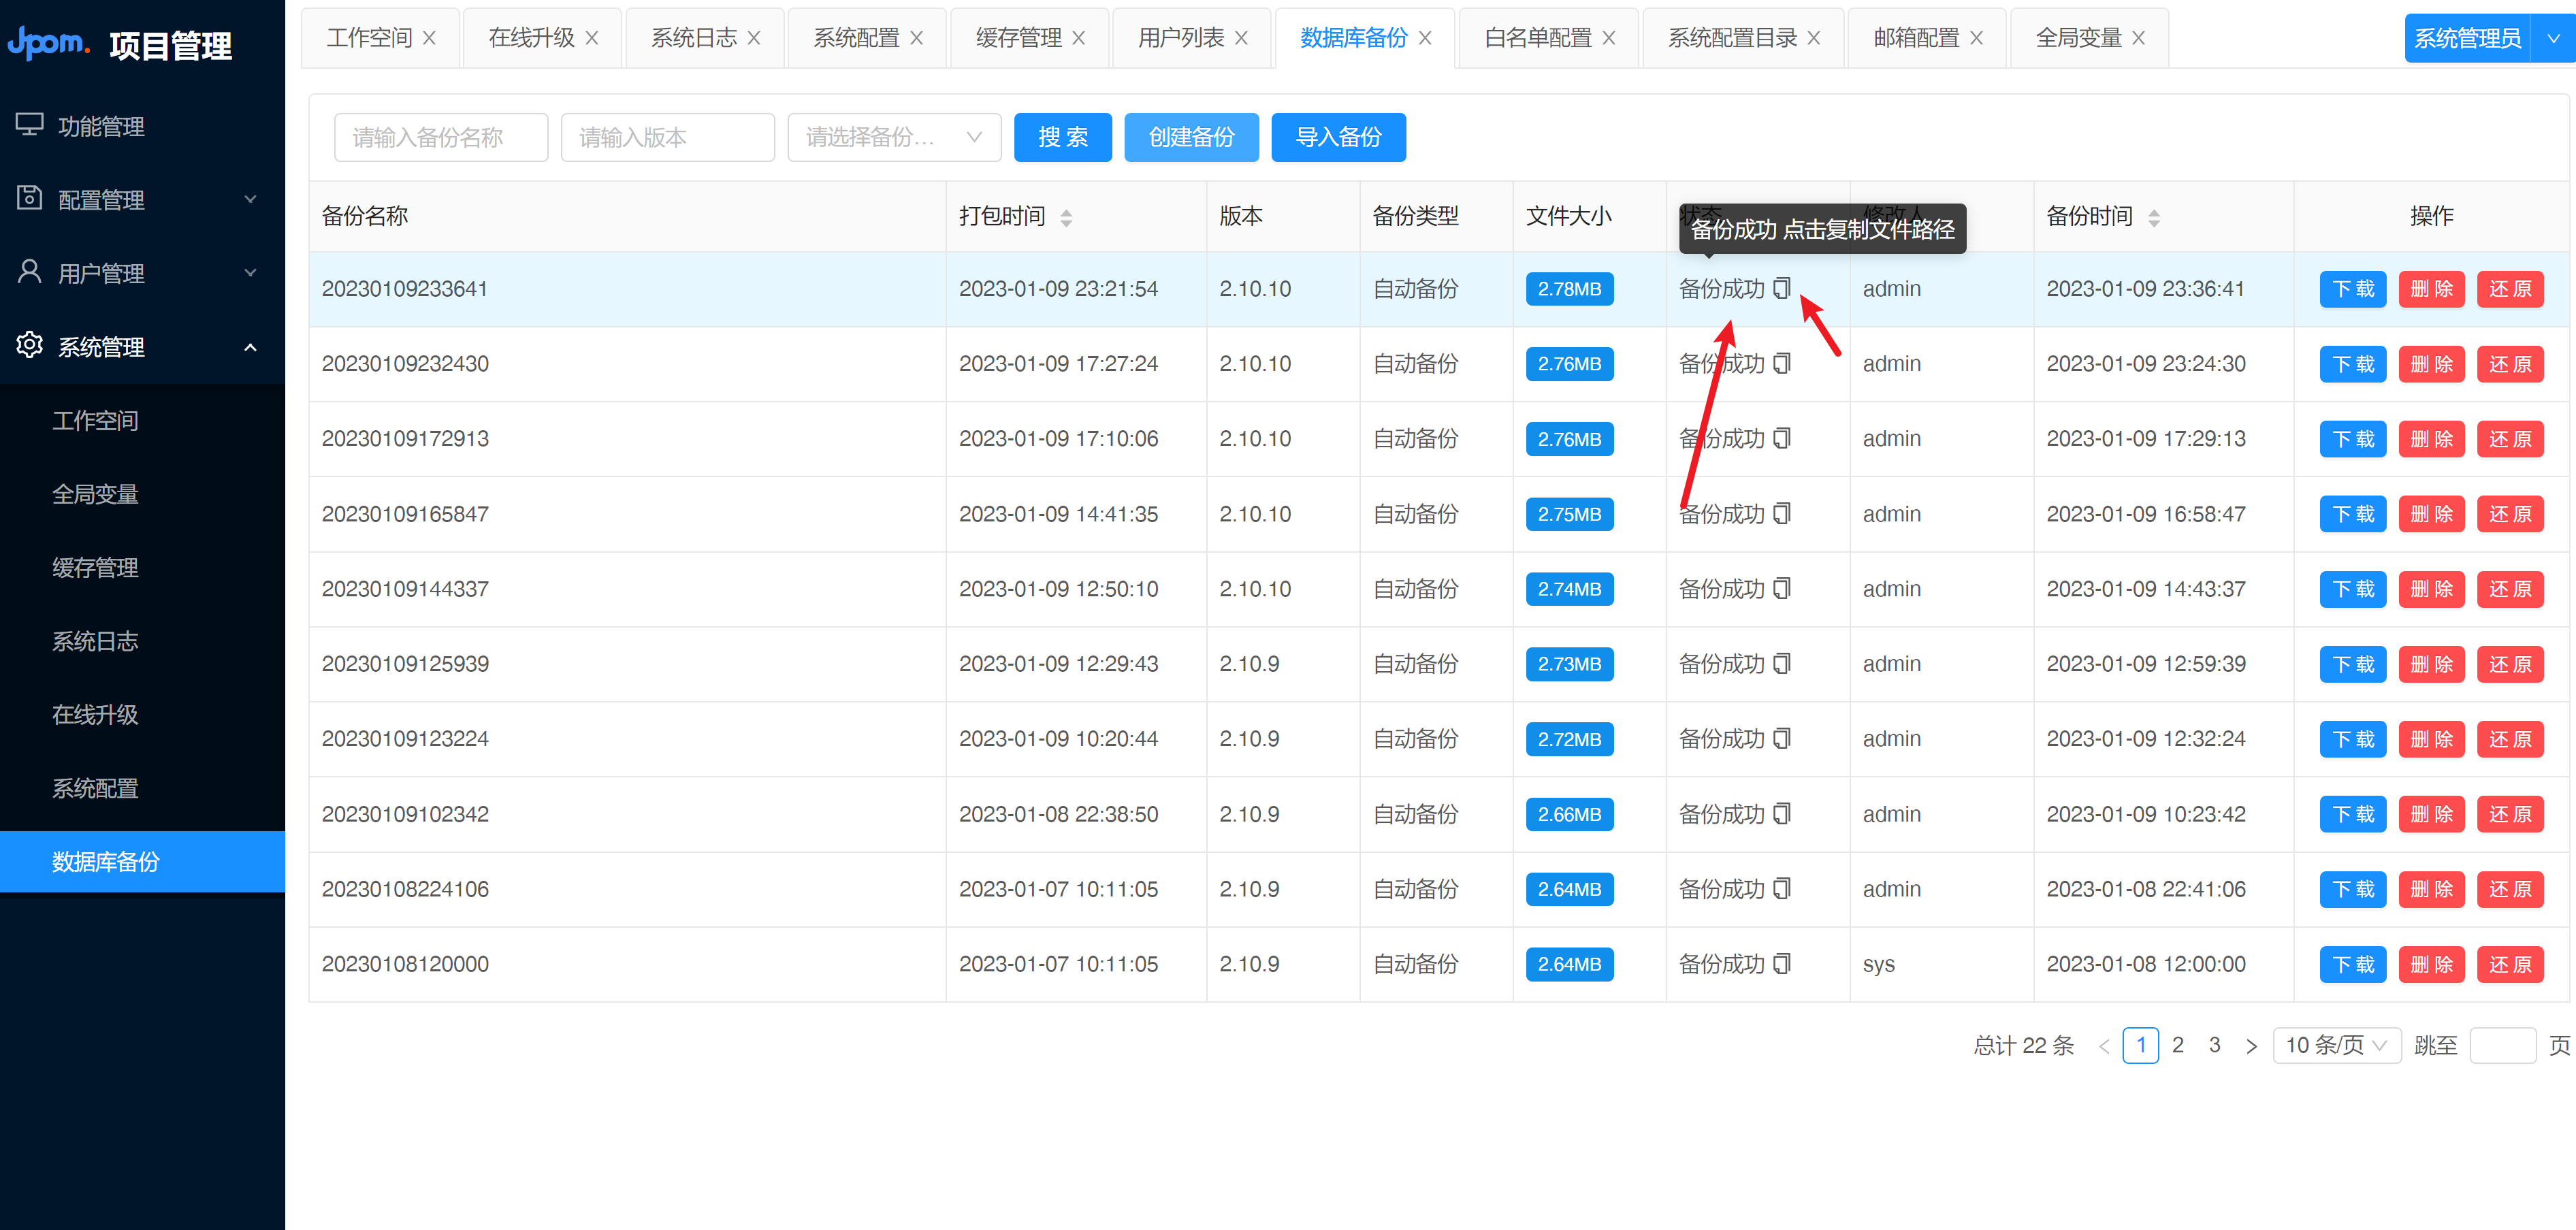 Jpom. 项目管理
功能管理
配置管理
用户管理
系统管理
工作空间
全局变量
缓存管理
系统日志
在线升级
系统配置
数据库备份
工作空间 在线升级 系统日志 系统配置 缓存管理 用户列表 数据库备份 白名单配置 系统配置目录 邮箱配置 全局变量 系统管理员
请输入备份名称 请输入版本 请选择备份... 搜 索 创建备份 导入备份
备份名称 打包时间 版本 备份类型 文件大小 状态 修改人 备份时间 操作
备份成功 点击复制文件路径
20230109233641 2023-01-09 23:21:54 2.10.10 自动备份 2.78MB 备份成功 admin 2023-01-09 23:36:41 下 载 删 除 还 原
20230109232430 2023-01-09 17:27:24 2.10.10 自动备份 2.76MB 备份成功 admin 2023-01-09 23:24:30 下 载 删 除 还 原
20230109172913 2023-01-09 17:10:06 2.10.10 自动备份 2.76MB 备份成功 admin 2023-01-09 17:29:13 下 载 删 除 还 原
20230109165847 2023-01-09 14:41:35 2.10.10 自动备份 2.75MB 备份成功 admin 2023-01-09 16:58:47 下 载 删 除 还 原
20230109144337 2023-01-09 12:50:10 2.10.10 自动备份 2.74MB 备份成功 admin 2023-01-09 14:43:37 下 载 删 除 还 原
20230109125939 2023-01-09 12:29:43 2.10.9 自动备份 2.73MB 备份成功 admin 2023-01-09 12:59:39 下 载 删 除 还 原
20230109123224 2023-01-09 10:20:44 2.10.9 自动备份 2.72MB 备份成功 admin 2023-01-09 12:32:24 下 载 删 除 还 原
20230109102342 2023-01-08 22:38:50 2.10.9 自动备份 2.66MB 备份成功 admin 2023-01-09 10:23:42 下 载 删 除 还 原
20230108224106 2023-01-07 10:11:05 2.10.9 自动备份 2.64MB 备份成功 admin 2023-01-08 22:41:06 下 载 删 除 还 原
20230108120000 2023-01-07 10:11:05 2.10.9 自动备份 2.64MB 备份成功 sys 2023-01-08 12:00:00 下 载 删 除 还 原
总计 22 条 < 1 2 3 > 10 条/页 跳至 页